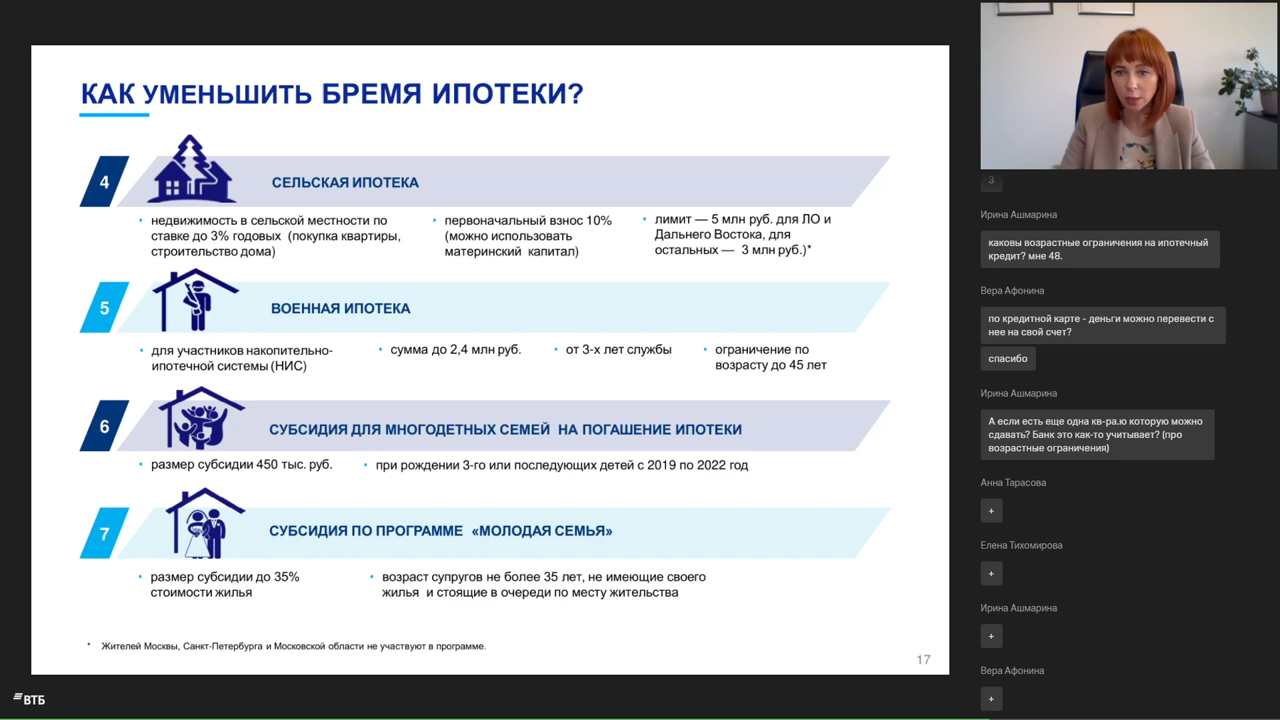 КАК УМЕНЬШИТЬ БРЕМЯ ИПОТЕКИ?
4
СЕЛЬСКАЯ ИПОТЕКА
• недвижимость в сельской местности по
ставке до 3% годовых (покупка квартиры,
строительство дома)
• первоначальный взнос 10%
(можно использовать
материнский капитал)
• лимит — 5 млн руб. для ЛО и
Дальнего Востока, для
остальных — 3 млн руб.)*
5
ВОЕННАЯ ИПОТЕКА
• для участников накопительно-
ипотечной системы (НИС)
• сумма до 2,4 млн руб.
• от 3-х лет службы
• ограничение по
возрасту до 45 лет
6
СУБСИДИЯ ДЛЯ МНОГОДЕТНЫХ СЕМЕЙ НА ПОГАШЕНИЕ ИПОТЕКИ
• размер субсидии 450 тыс. руб.
• при рождении 3-го или последующих детей с 2019 по 2022 год
7
СУБСИДИЯ ПО ПРОГРАММЕ «МОЛОДАЯ СЕМЬЯ»
• размер субсидии до 35%
стоимости жилья
• возраст супругов не более 35 лет, не имеющие своего
жилья и стоящие в очереди по месту жительства
* Жителей Москвы, Санкт-Петербурга и Московской области не участвуют в программе.
17
ВТБ
3
Ирина Ашмарина
каковы возрастные ограничения на ипотечный
кредит? мне 48.
Вера Афонина
по кредитной карте - деньги можно перевести с
нее на свой счет?
спасибо
Ирина Ашмарина
А если есть еще одна кв-ра.ю которую можно
сдавать? Банк это как-то учитывает? (про
возрастные ограничения)
Анна Тарасова
+
Елена Тихомирова
+
Ирина Ашмарина
+
Вера Афонина
+